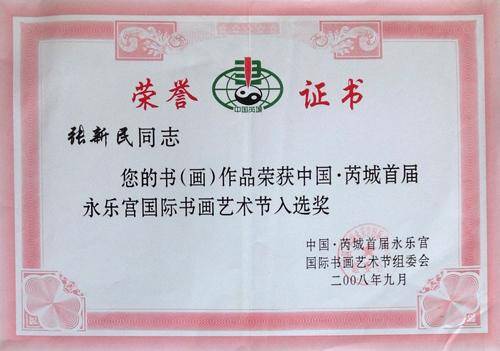 荣誉证书
中国芮城
张新民同志
您的书(画)作品荣获中国·芮城首届
永乐宫国际书画艺术节入选奖
中国·芮城首届永乐宫
国际书画艺术节组委会
二00八年九月